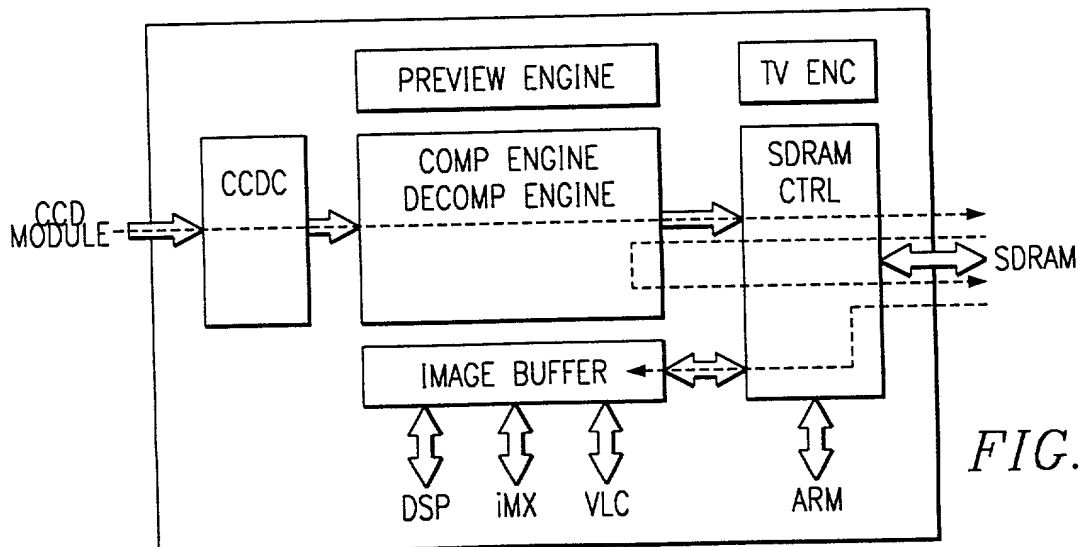 PREVIEW ENGINE
TV ENC
CCDC
COMP ENGINE
DECOMP ENGINE
SDRAM
CTRL
CCD
MODULE
SDRAM
IMAGE BUFFER
DSP
iMX
VLC
ARM
FIG.